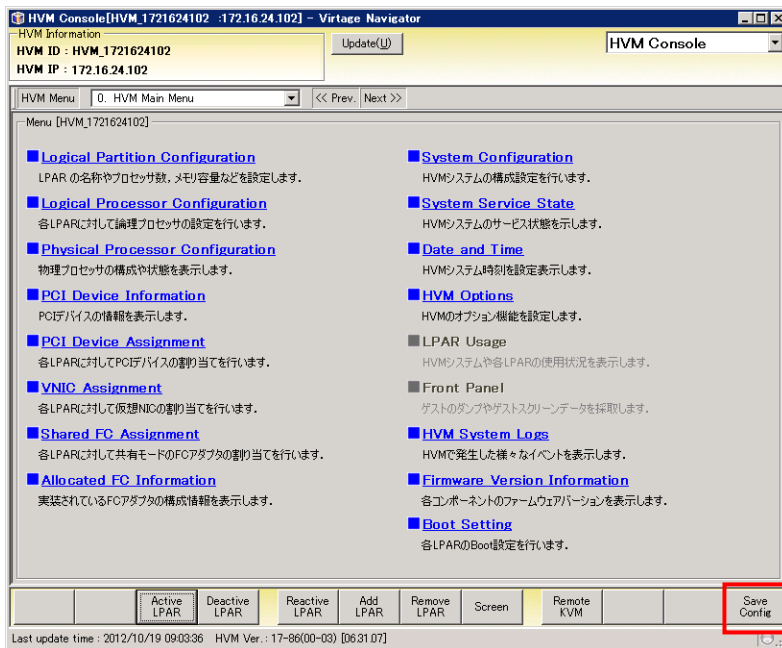 HVM Console[HVM_1721624102 :172.16.24.102] - Virtage Navigator
HVM Information
HVM ID : HVM_1721624102
HVM IP : 172.16.24.102
Update(U)
HVM Console
HVM Menu
0. HVM Main Menu
<< Prev. Next >>
Menu [HVM_1721624102]
Logical Partition Configuration
LPAR の名称やプロセッサ数, メモリ容量などを設定します.
Logical Processor Configuration
各LPARに対して論理プロセッサの設定を行います.
Physical Processor Configuration
物理プロセッサの構成や状態を表示します.
PCI Device Information
PCIデバイスの情報を表示します.
PCI Device Assignment
各LPARに対してPCIデバイスの割り当てを行います.
VNIC Assignment
各LPARに対して仮想NICの割り当てを行います.
Shared FC Assignment
各LPARに対して共有モードのFCアダプタの割り当てを行います.
Allocated FC Information
実装されているFCアダプタの構成情報を表示します.
System Configuration
HVMシステムの構成設定を行います.
System Service State
HVMシステムのサービス状態を示します.
Date and Time
HVMシステム時刻を設定表示します.
HVM Options
HVMのオプション機能を設定します.
LPAR Usage
HVMシステムや各LPARの使用状況を表示します.
Front Panel
ゲストのダンプやゲストスクリーンデータを採取します.
HVM System Logs
HVMで発生した様々なイベントを表示します.
Firmware Version Information
各コンポーネントのファームウェアバージョンを表示します.
Boot Setting
各LPARのBoot設定を行います.
Active LPAR
Deactive LPAR
Reactive LPAR
Add LPAR
Remove LPAR
Screen
Remote KVM
Save Config
Last update time : 2012/10/19 09:03:36 HVM Ver. : 17-86(00-03) [06.31.07]